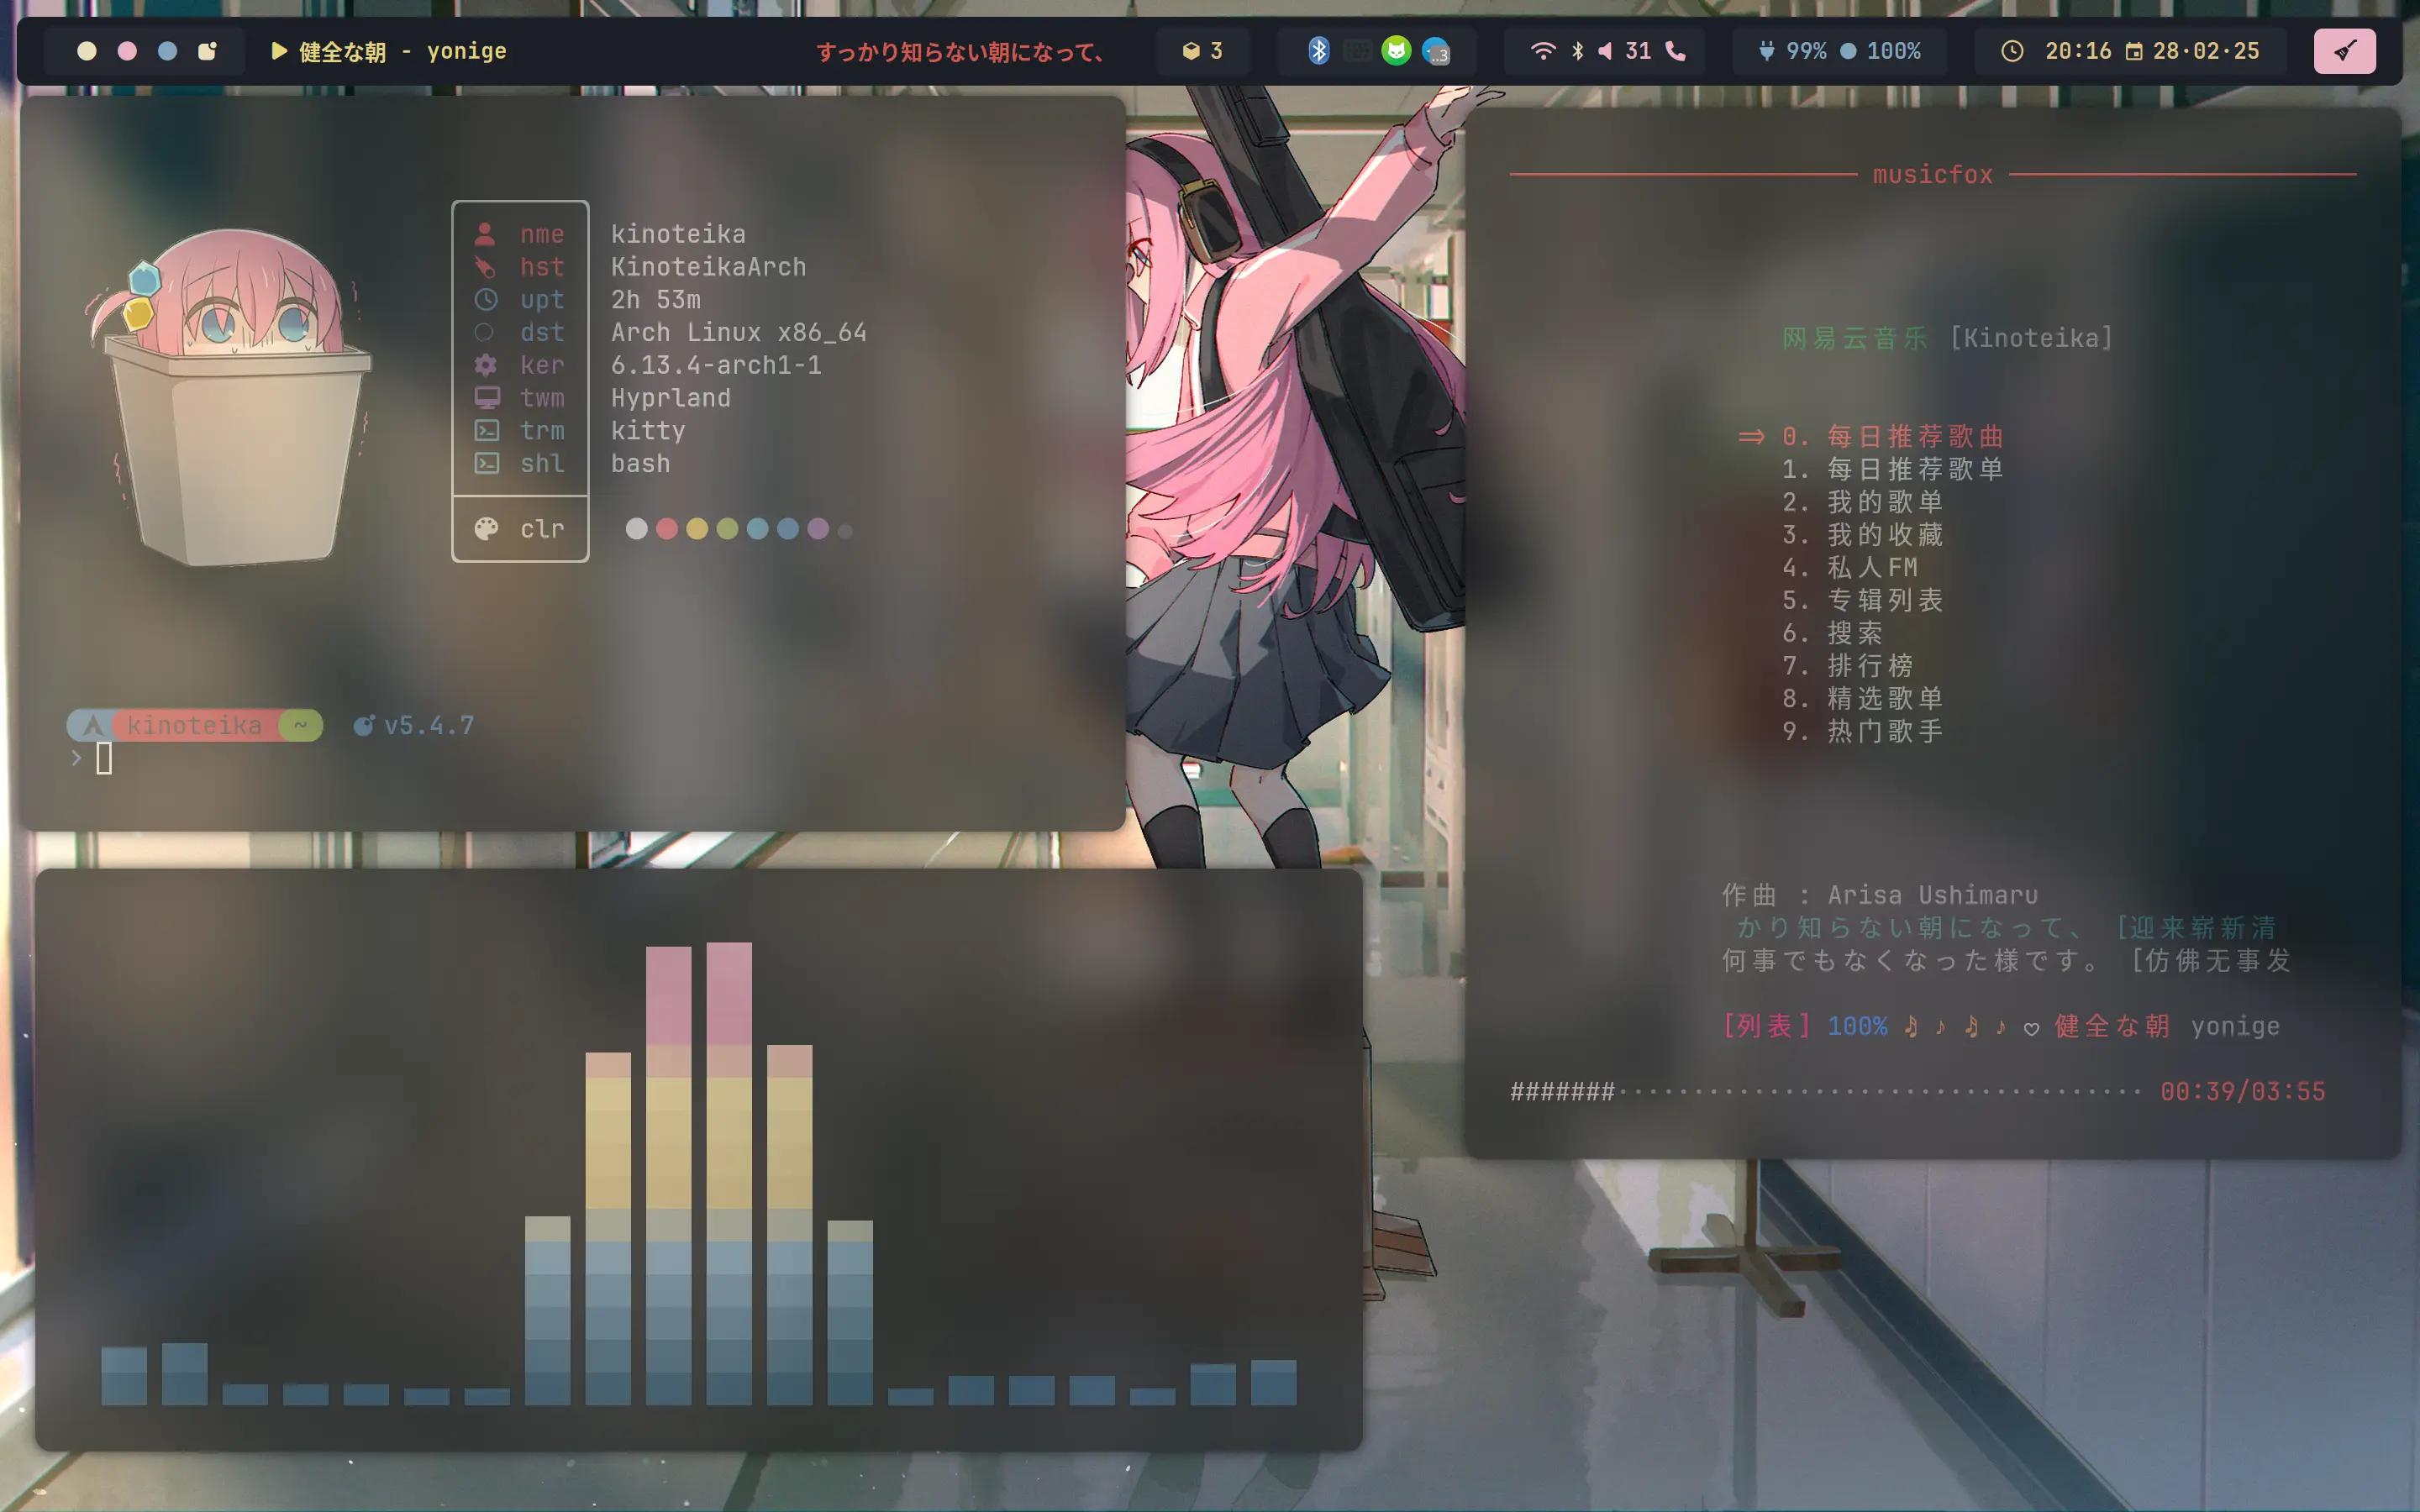 健全な朝 - yonige
すっかり知らない朝になって、
3
..3
31
99% 100%
20:16 28·02·25
nme kinoteika
hst KinoteikaArch
upt 2h 53m
dst Arch Linux x86_64
ker 6.13.4-arch1-1
twm Hyprland
trm kitty
shl bash
clr
kinoteika ~ v5.4.7
>
musicfox
网易云音乐 [Kinoteika]
=> 0. 每日推荐歌曲
1. 每日推荐歌单
2. 我的歌单
3. 我的收藏
4. 私人FM
5. 专辑列表
6. 搜索
7. 排行榜
8. 精选歌单
9. 热门歌手
作曲 : Arisa Ushimaru
かり知らない朝になって、 [迎来崭新清
何事でもなくなった様です。 [仿佛无事发
[列表] 100% ♫ ♪ ♫ ♪ ♡ 健全な朝 yonige
#######··································· 00:39/03:55